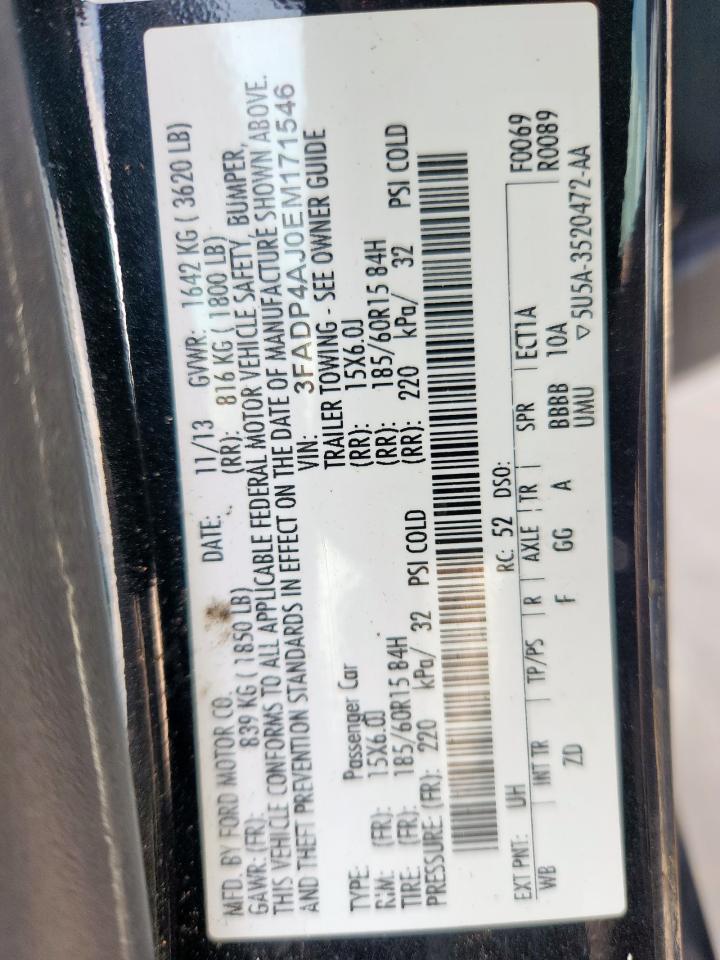 MFD. BY FORD MOTOR CO. DATE: 11/13 GVWR: 1642 KG ( 3620 LB)
GAWR: (FR): 839 KG ( 1850 LB) (RR): 816 KG ( 1800 LB)
THIS VEHICLE CONFORMS TO ALL APPLICABLE FEDERAL MOTOR VEHICLE SAFETY, BUMPER,
AND THEFT PREVENTION STANDARDS IN EFFECT ON THE DATE OF MANUFACTURE SHOWN ABOVE.
VIN: 3FADP4AJ0EM171546
TYPE: Passenger Car TRAILER TOWING - SEE OWNER GUIDE
RIM: (FR): 15X6.0J (RR): 15X6.0J
TIRE: (FR): 185/60R15 84H (RR): 185/60R15 84H
PRESSURE: (FR): 220 kPa/ 32 PSI COLD (RR): 220 kPa/ 32 PSI COLD
RC: 52 DSO: F0069
EXT PNT: UH R0089
WB INT TR TP/PS R AXLE TR SPR ECT1A
ZD F GG A BBBB 10A
UMU ▽5U5A-3520472-AA